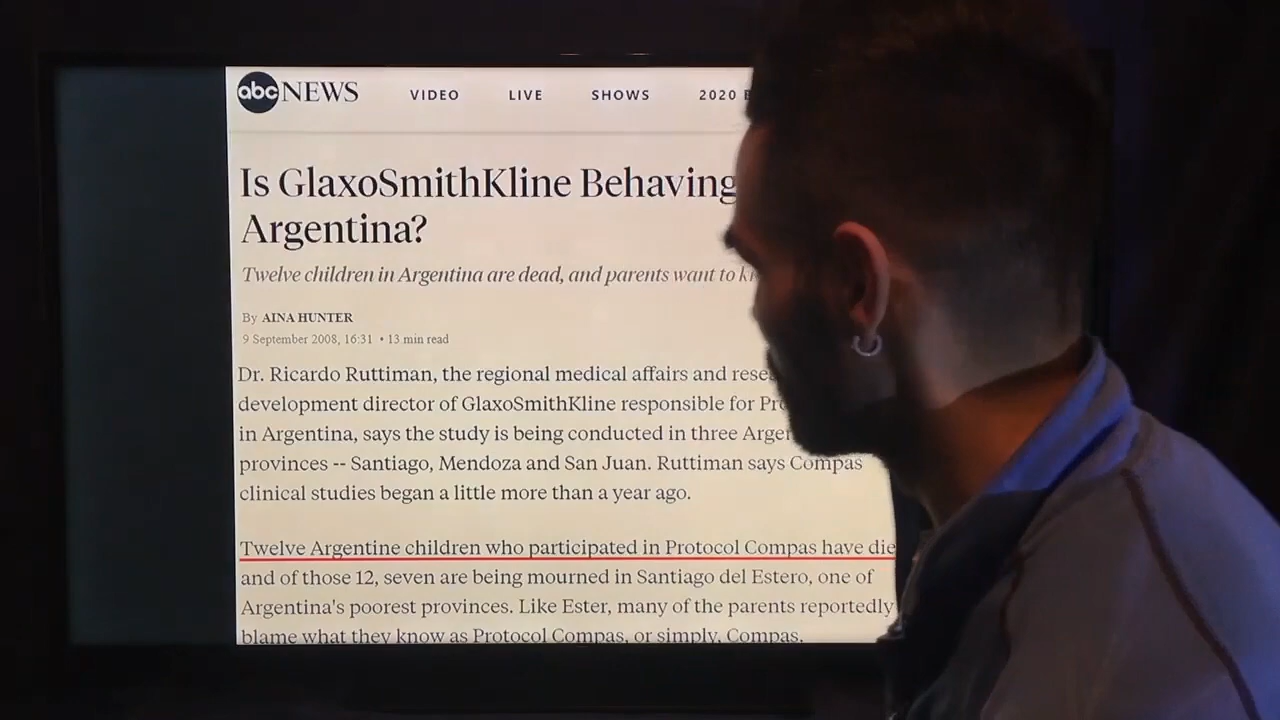 abc NEWS VIDEO LIVE SHOWS 2020
Is GlaxoSmithKline Behaving
Argentina?
Twelve children in Argentina are dead, and parents want to
By AINA HUNTER
9 September 2008, 16:31 • 13 min read
Dr. Ricardo Ruttiman, the regional medical affairs and
development director of GlaxoSmithKline responsible for
in Argentina, says the study is being conducted in three
provinces -- Santiago, Mendoza and San Juan. Ruttiman says Compas
clinical studies began a little more than a year ago.
Twelve Argentine children who participated in Protocol Compas have
and of those 12, seven are being mourned in Santiago del Estero, one of
Argentina's poorest provinces. Like Ester, many of the parents reportedly
blame what they know as Protocol Compas, or simply, Compas.